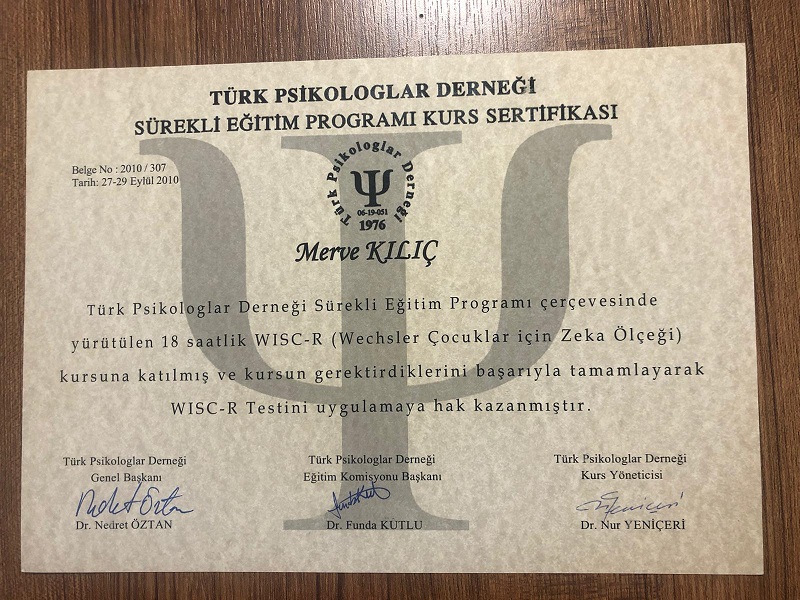 TÜRK PSİKOLOGLAR DERNEĞİ
SÜREKLİ EĞİTİM PROGRAMI KURS SERTİFİKASI
Belge No : 2010 / 307
Tarih: 27-29 Eylül 2010
Türk Psikologlar Derneği
Ψ
06-19-051
1976
Merve KILIÇ
Türk Psikologlar Derneği Sürekli Eğitim Programı çerçevesinde
yürütülen 18 saatlik WISC-R (Wechsler Çocuklar için Zeka Ölçeği)
kursuna katılmış ve kursun gerektirdiklerini başarıyla tamamlayarak
WISC-R Testini uygulamaya hak kazanmıştır.
Türk Psikologlar Derneği
Genel Başkanı
Nedret Öztan
Dr. Nedret ÖZTAN
Türk Psikologlar Derneği
Eğitim Komisyonu Başkanı
Dr. Funda KUTLU
Türk Psikologlar Derneği
Kurs Yöneticisi
Dr. Nur YENİÇERİ